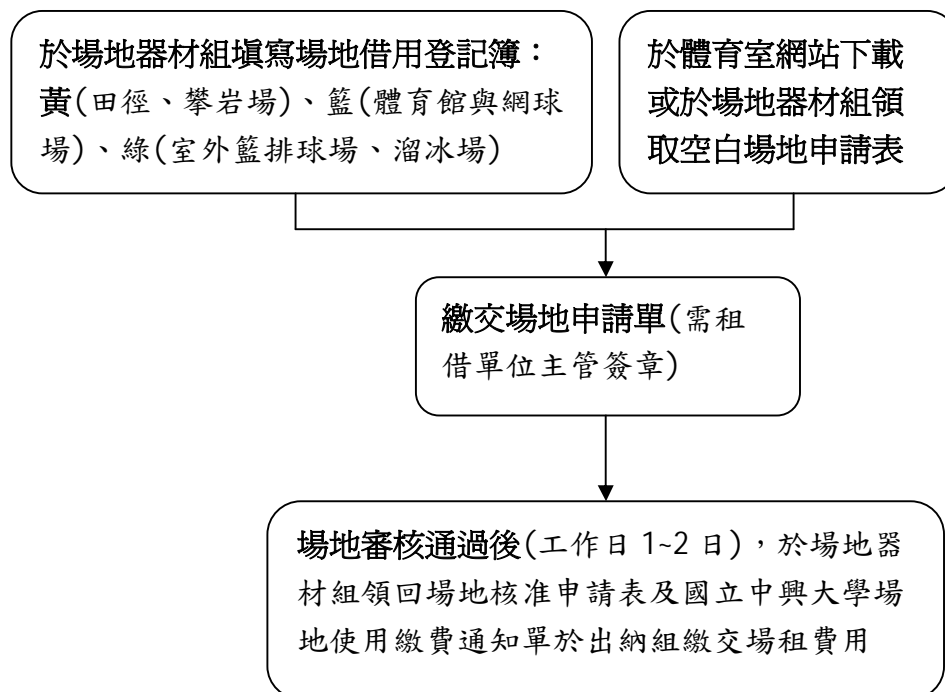 於場地器材組填寫場地借用登記簿：
黃(田徑、攀岩場)、籃(體育館與網球
場)、綠(室外籃排球場、溜冰場)
於體育室網站下載
或於場地器材組領
取空白場地申請表
繳交場地申請單(需租
借單位主管簽章)
場地審核通過後(工作日 1~2 日)，於場地器
材組領回場地核准申請表及國立中興大學場
地使用繳費通知單於出納組繳交場租費用